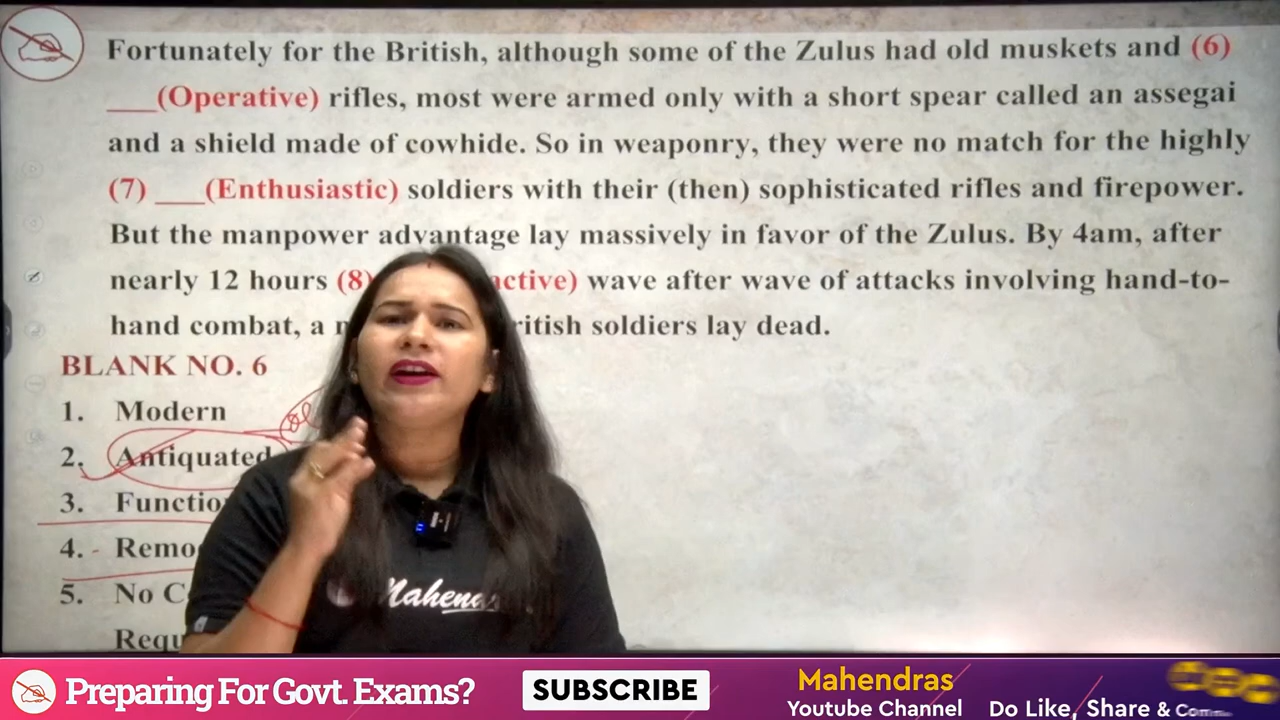 Fortunately for the British, although some of the Zulus had old muskets and (6)
___(Operative) rifles, most were armed only with a short spear called an assegai
and a shield made of cowhide. So in weaponry, they were no match for the highly
(7) ___(Enthusiastic) soldiers with their (then) sophisticated rifles and firepower.
But the manpower advantage lay massively in favor of the Zulus. By 4am, after
nearly 12 hours (8) wave after wave of attacks involving hand-to-
hand combat, a soldiers lay dead.
BLANK NO. 6
1. Modern
2. Antiquated
3.
4.
5. No
Mahendras
Preparing For Govt. Exams?
SUBSCRIBE
Mahendras
Youtube Channel
Do Like, Share &